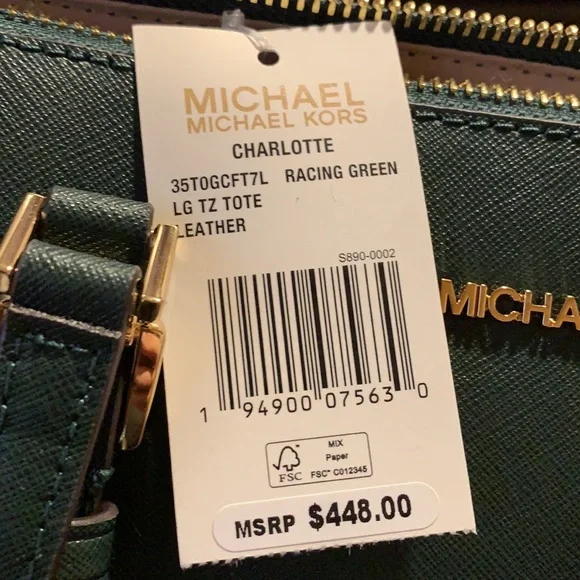 MICHAEL
MICHAEL KORS
CHARLOTTE
35T0GCFT7L RACING GREEN
LG TZ TOTE
LEATHER
S890-0002
1 94900 07563 0
FSC
MIX
Paper
FSC™ C012345
MSRP $448.00
MICHA